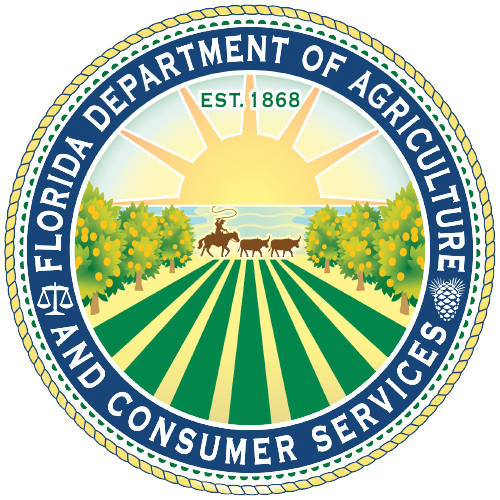 FLORIDA DEPARTMENT OF AGRICULTURE
AND CONSUMER SERVICES
EST. 1868